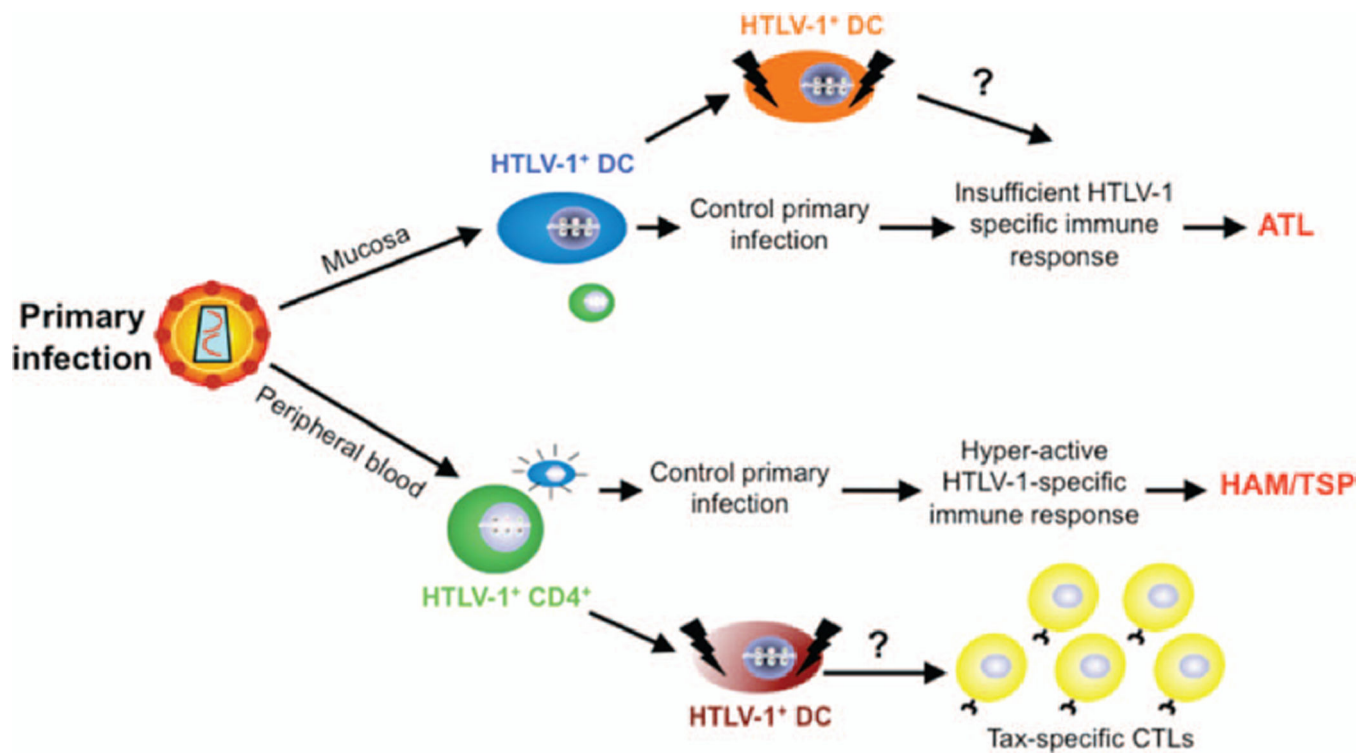 HTLV-1⁺ DC
?
HTLV-1⁺ DC
Mucosa
Control primary
infection
Insufficient HTLV-1
specific immune
response
ATL
Primary
infection
Peripheral blood
Control primary
infection
Hyper-active
HTLV-1-specific
immune response
HAM/TSP
HTLV-1⁺ CD4⁺
?
HTLV-1⁺ DC
Tax-specific CTLs